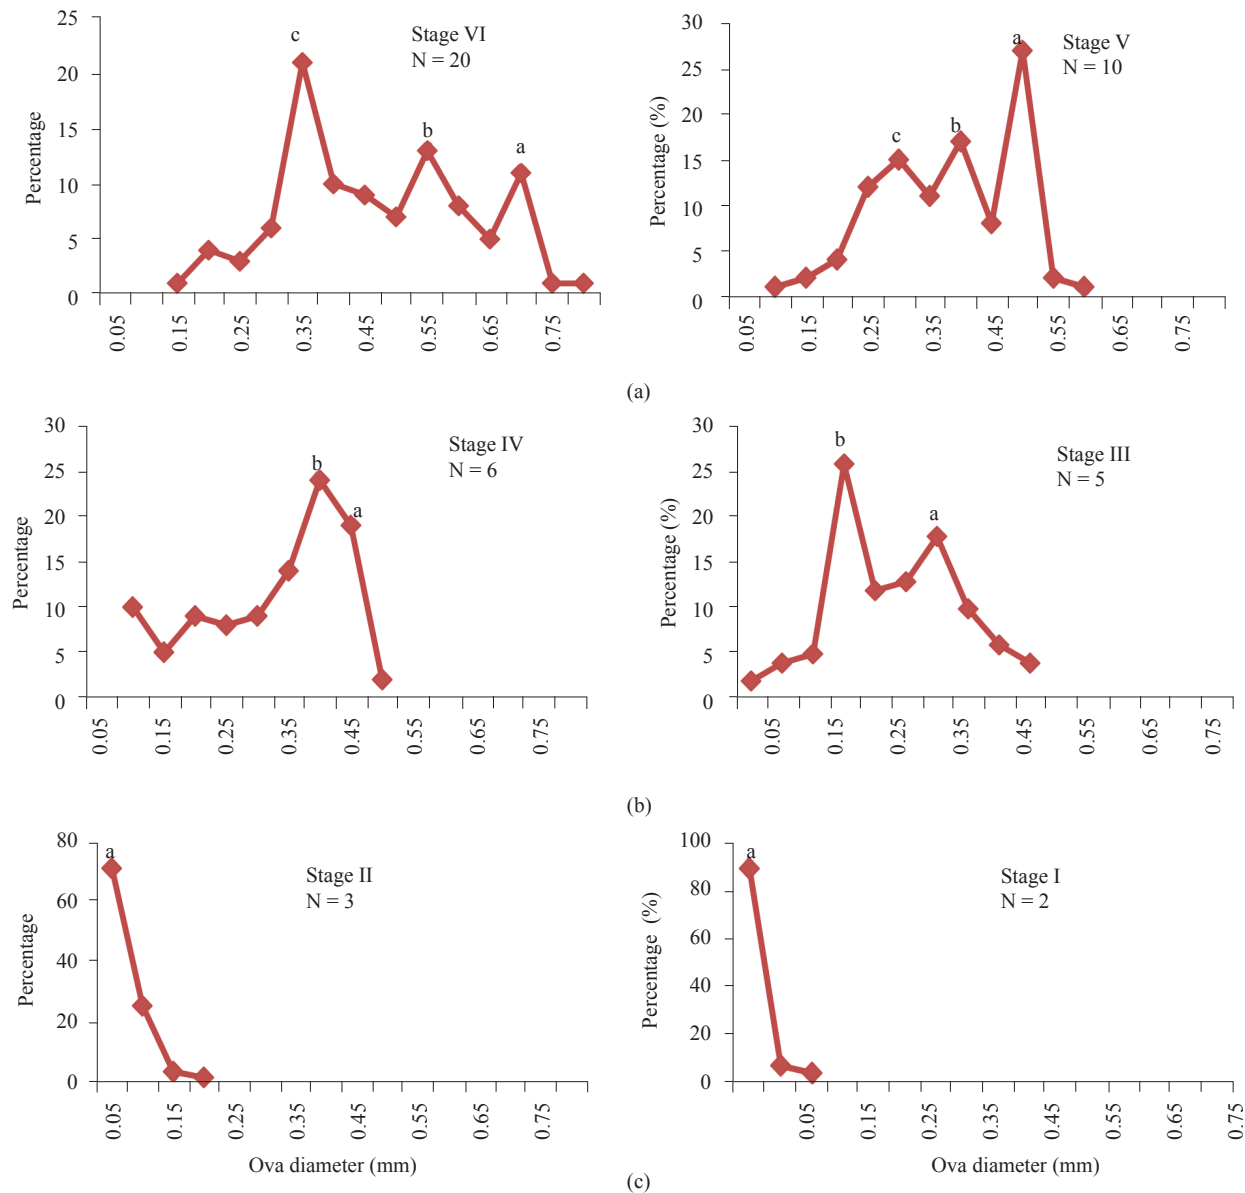 25
20
15
10
5
0
Percentage
c
b
a
Stage VI
N = 20
0.05
0.15
0.25
0.35
0.45
0.55
0.65
0.75
30
25
20
15
10
5
0
Percentage (%)
c
b
a
Stage V
N = 10
0.05
0.15
0.25
0.35
0.45
0.55
0.65
0.75
(a)
30
25
20
15
10
5
0
Percentage
b
a
Stage IV
N = 6
0.05
0.15
0.25
0.35
0.45
0.55
0.65
0.75
30
25
20
15
10
5
0
Percentage (%)
b
a
Stage III
N = 5
0.05
0.15
0.25
0.35
0.45
0.55
0.65
0.75
(b)
80
60
40
20
0
Percentage
a
Stage II
N = 3
0.05
0.15
0.25
0.35
0.45
0.55
0.65
0.75
Ova diameter (mm)
100
80
60
40
20
0
Percentage (%)
a
Stage I
N = 2
0.05
0.15
0.25
0.35
0.45
0.55
0.65
0.75
Ova diameter (mm)
(c)